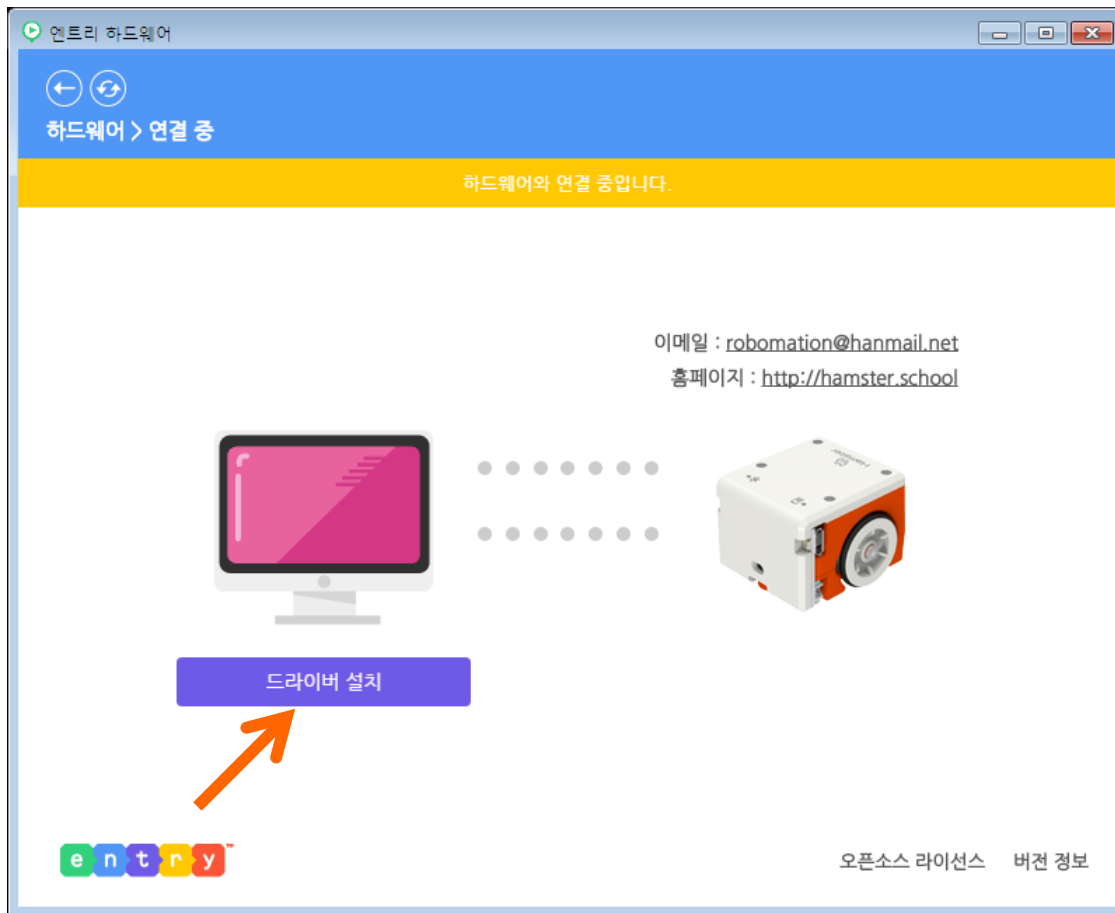 엔트리 하드웨어
하드웨어 > 연결 중
하드웨어와 연결 중입니다.
이메일 : robomation@hanmail.net
홈페이지 : http://hamster.school
Hamster
드라이버 설치
entry™
오픈소스 라이선스 버전 정보